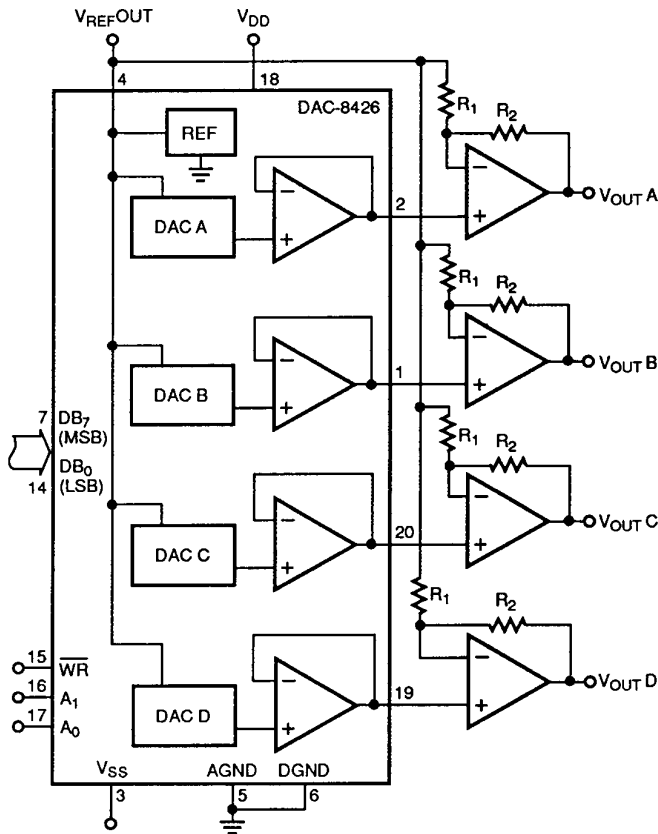 VREFOUT VDD
4 18
DAC-8426
REF
R1 R2
DAC A
−
+
2
−
+
VOUT A
R1 R2
DAC B
−
+
1
−
+
VOUT B
7 DB7
(MSB)
DB0
14 (LSB)
R1 R2
DAC C
−
+
20
−
+
VOUT C
R1 R2
15 WR
16 A1
17 A0
DAC D
−
+
19
−
+
VOUT D
VSS AGND DGND
3 5 6